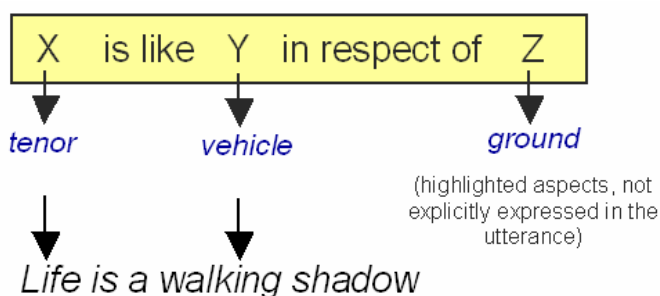 X is like Y in respect of Z
tenor vehicle ground
(highlighted aspects, not
explicitly expressed in the
utterance)
Life is a walking shadow